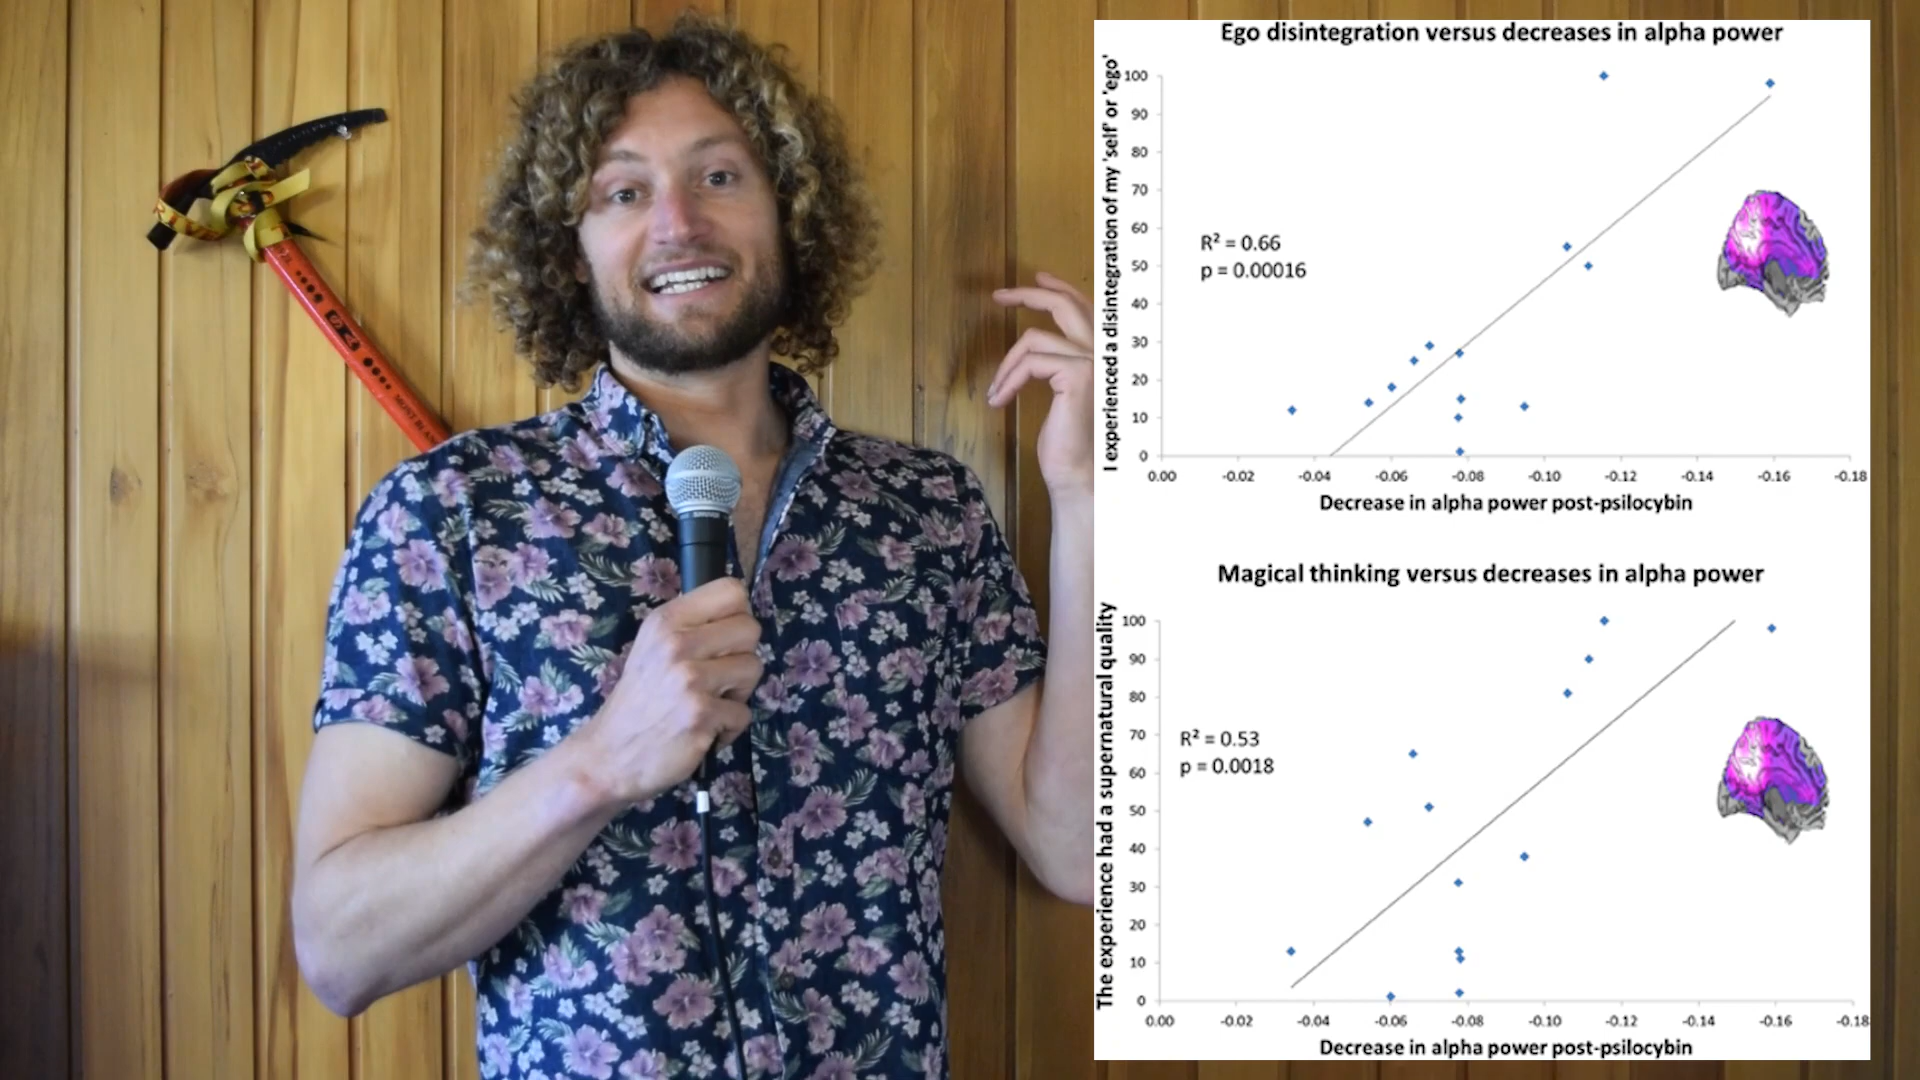 MONT BLANC
Ego disintegration versus decreases in alpha power
I experienced a disintegration of my 'self' or 'ego'
100
90
80
70
60
50
40
30
20
10
0
R² = 0.66
p = 0.00016
0.00 -0.02 -0.04 -0.06 -0.08 -0.10 -0.12 -0.14 -0.16 -0.18
Decrease in alpha power post-psilocybin
Magical thinking versus decreases in alpha power
The experience had a supernatural quality
100
90
80
70
60
50
40
30
20
10
0
R² = 0.53
p = 0.0018
0.00 -0.02 -0.04 -0.06 -0.08 -0.10 -0.12 -0.14 -0.16 -0.18
Decrease in alpha power post-psilocybin